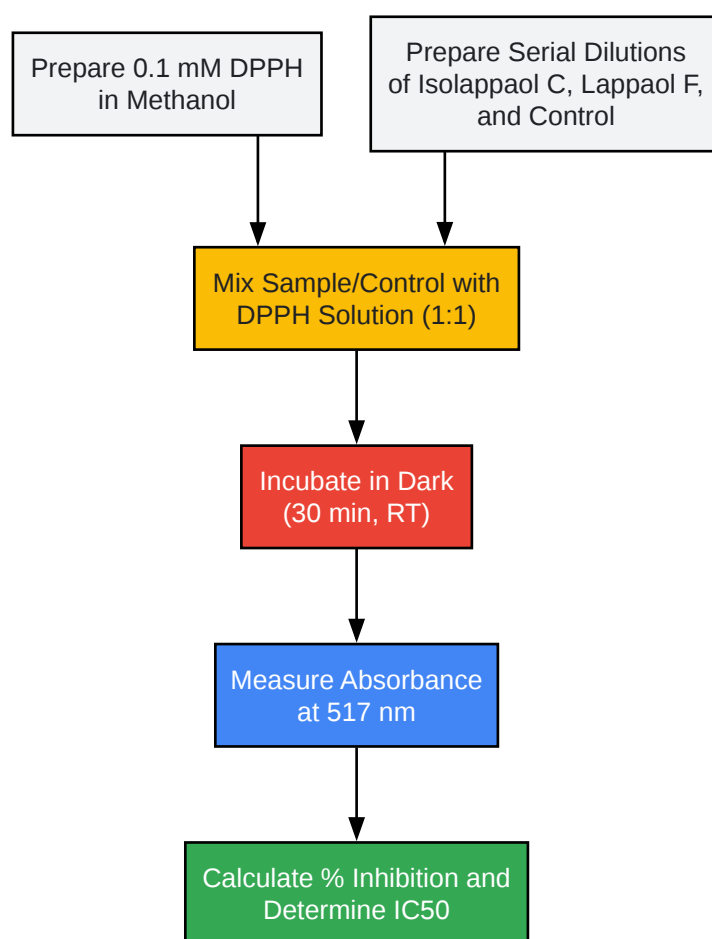 Prepare 0.1 mM DPPH
in Methanol
Prepare Serial Dilutions
of Isolappaol C, Lappaol F,
and Control
Mix Sample/Control with
DPPH Solution (1:1)
Incubate in Dark
(30 min, RT)
Measure Absorbance
at 517 nm
Calculate % Inhibition and
Determine IC50